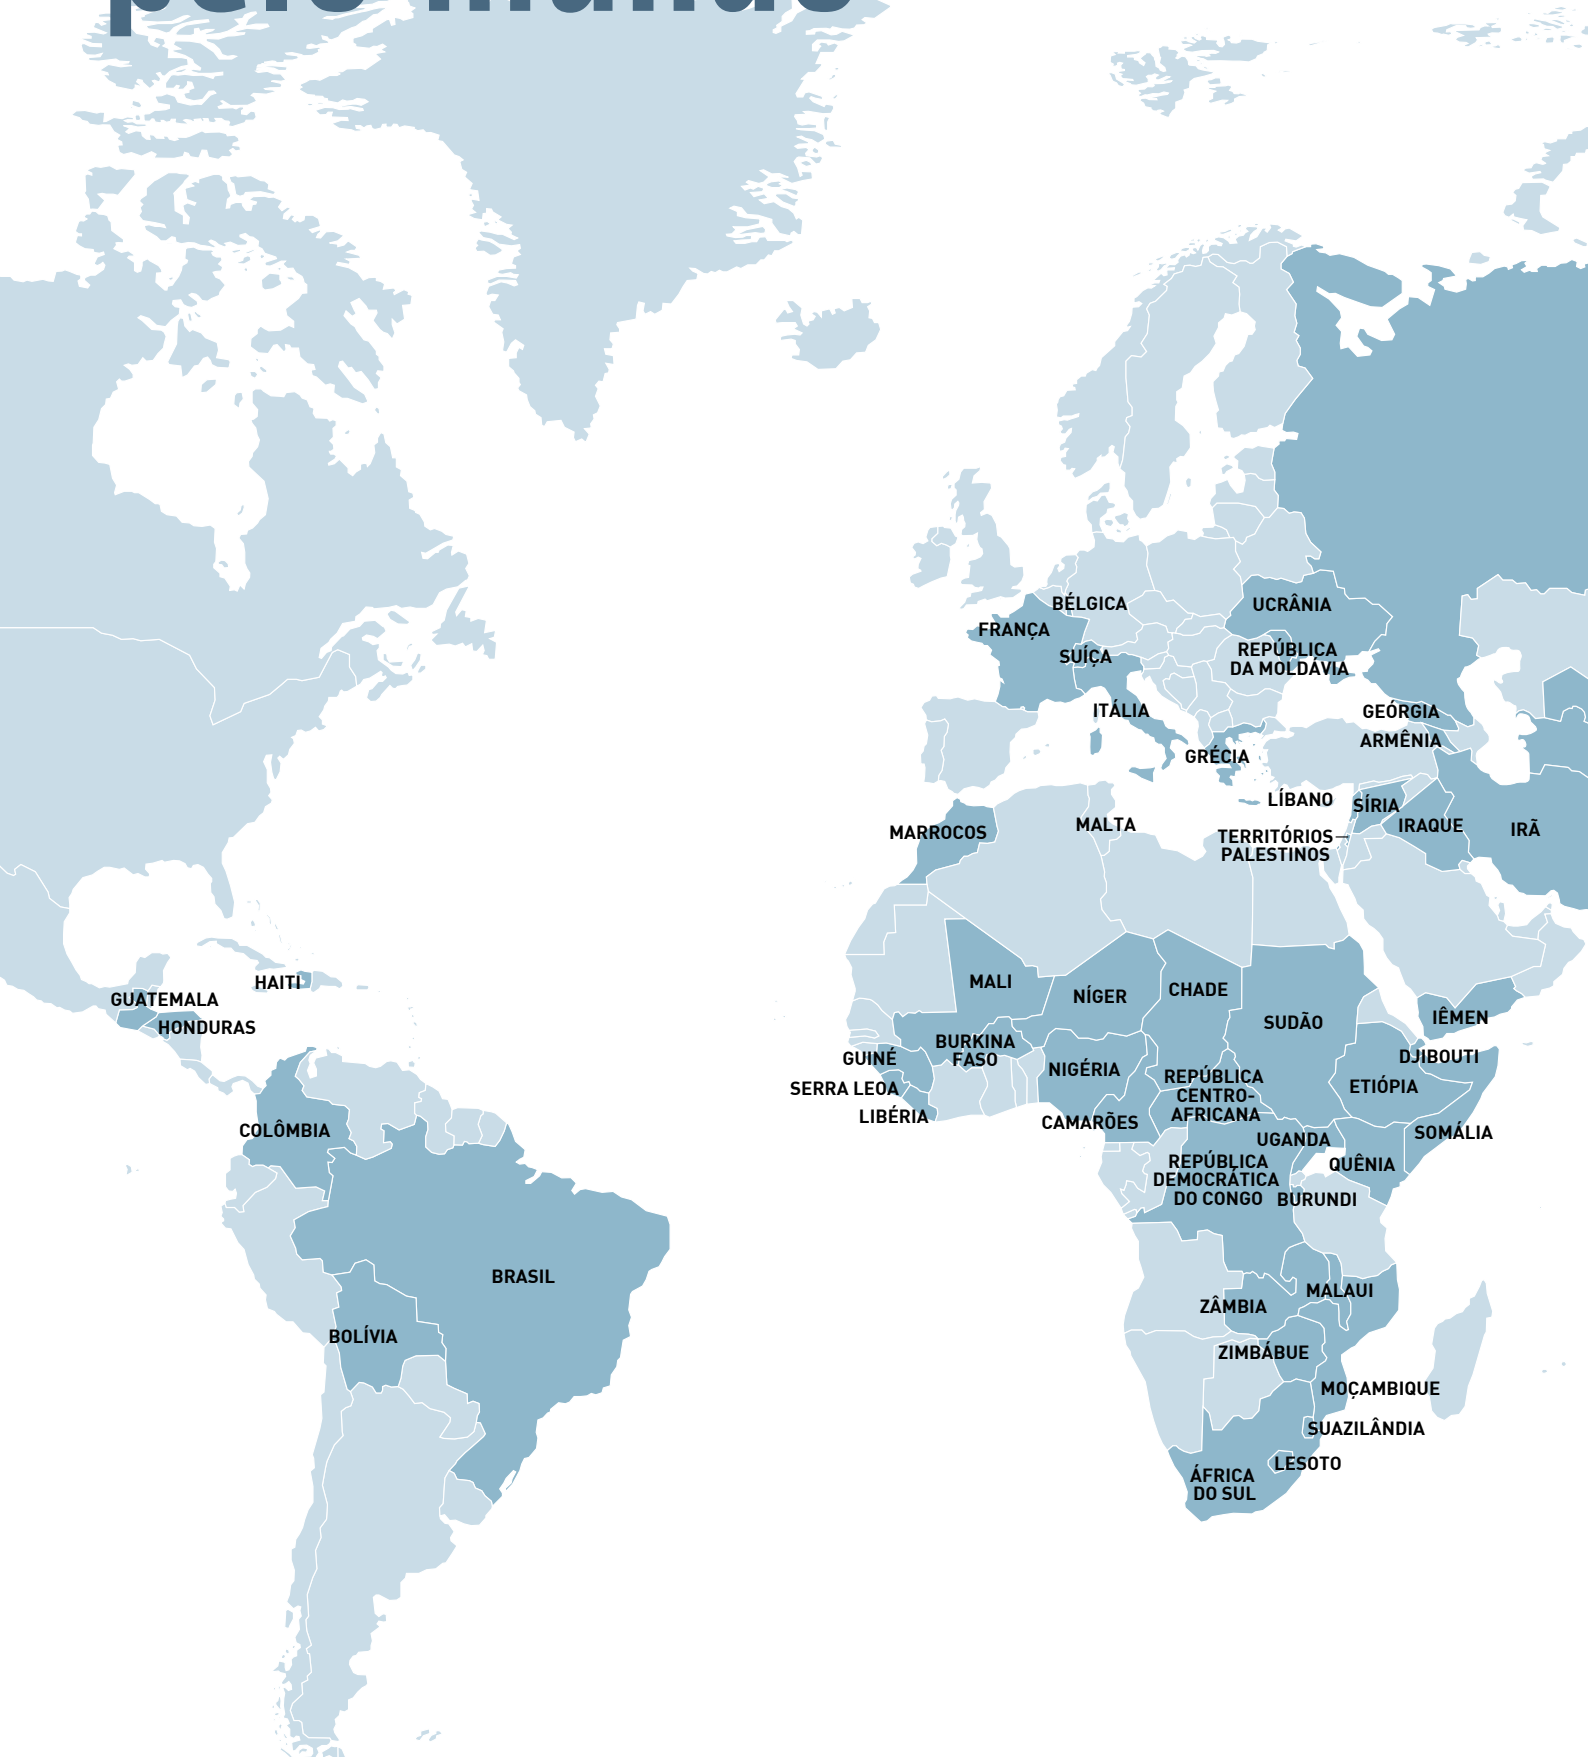 pelo mundo
BÉLGICA
UCRÂNIA
FRANÇA
SUÍÇA
REPÚBLICA
DA MOLDÁVIA
ITÁLIA
GEÓRGIA
ARMÊNIA
GRÉCIA
LÍBANO
SÍRIA
MARROCOS
MALTA
IRAQUE
IRÃ
TERRITÓRIOS
PALESTINOS
HAITI
GUATEMALA
HONDURAS
MALI
NÍGER
CHADE
SUDÃO
IÊMEN
BURKINA
FASO
GUINÉ
NIGÉRIA
DJIBOUTI
SERRA LEOA
REPÚBLICA
CENTRO-
AFRICANA
ETIÓPIA
LIBÉRIA
CAMARÕES
COLÔMBIA
UGANDA
SOMÁLIA
REPÚBLICA
DEMOCRÁTICA
DO CONGO
QUÊNIA
BURUNDI
BRASIL
MALAUI
ZÂMBIA
BOLÍVIA
ZIMBÁBUE
MOÇAMBIQUE
SUAZILÂNDIA
LESOTO
ÁFRICA
DO SUL